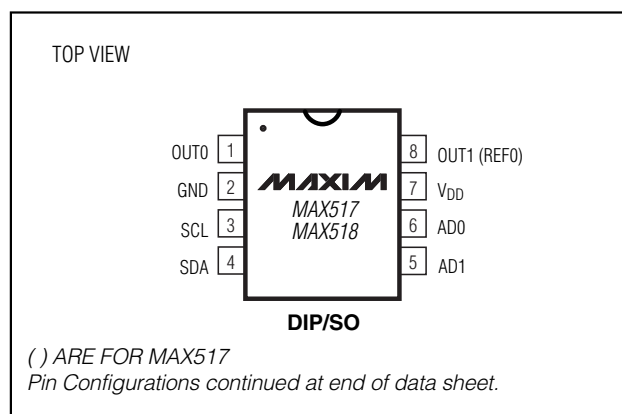 TOP VIEW
OUT0 1
GND 2
SCL 3
SDA 4
MAXIM
MAX517
MAX518
8 OUT1 (REF0)
7 VDD
6 AD0
5 AD1
DIP/SO
( ) ARE FOR MAX517
Pin Configurations continued at end of data sheet.